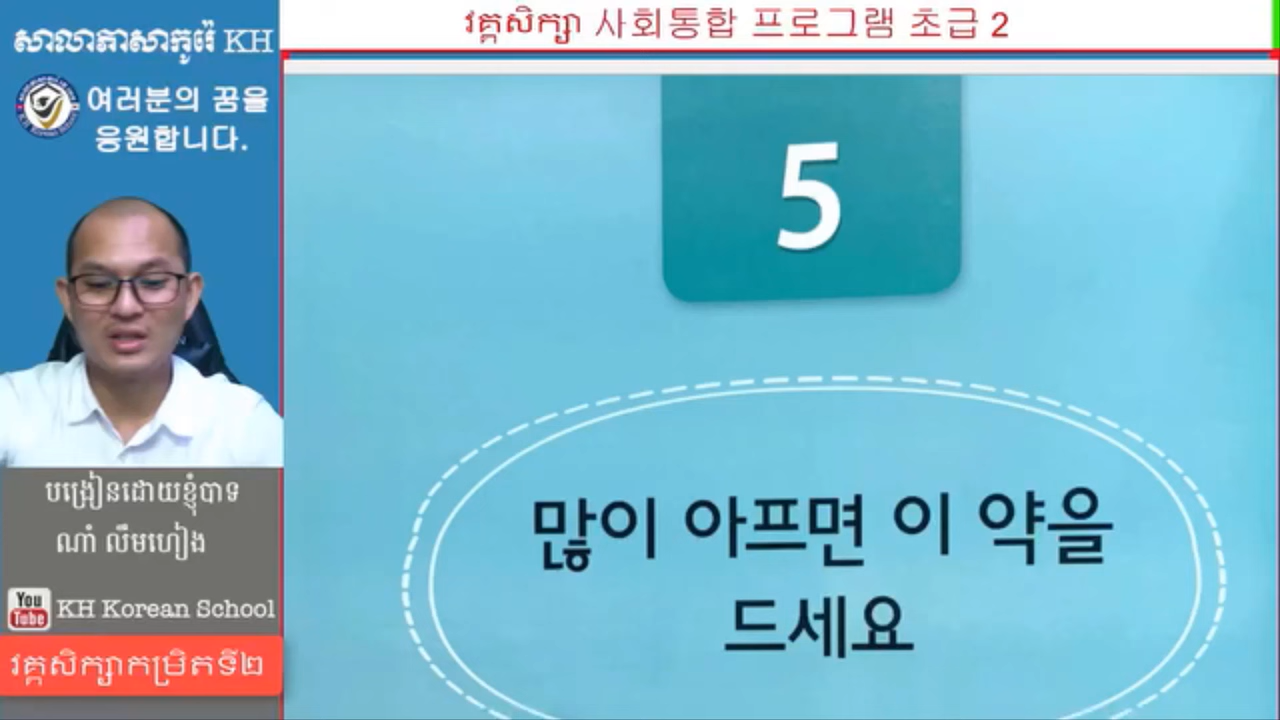 សាលាភាសាកូរ៉េ KH
여러분의 꿈을
응원합니다.
បង្រៀនដោយខ្ញុំបាទ
ណាំ លឹមហៀង
You
Tube
KH Korean School
វគ្គសិក្សាកម្រិតទី២
វគ្គសិក្សា 사회통합 프로그램 초급 2
5
많이 아프면 이 약을
드세요